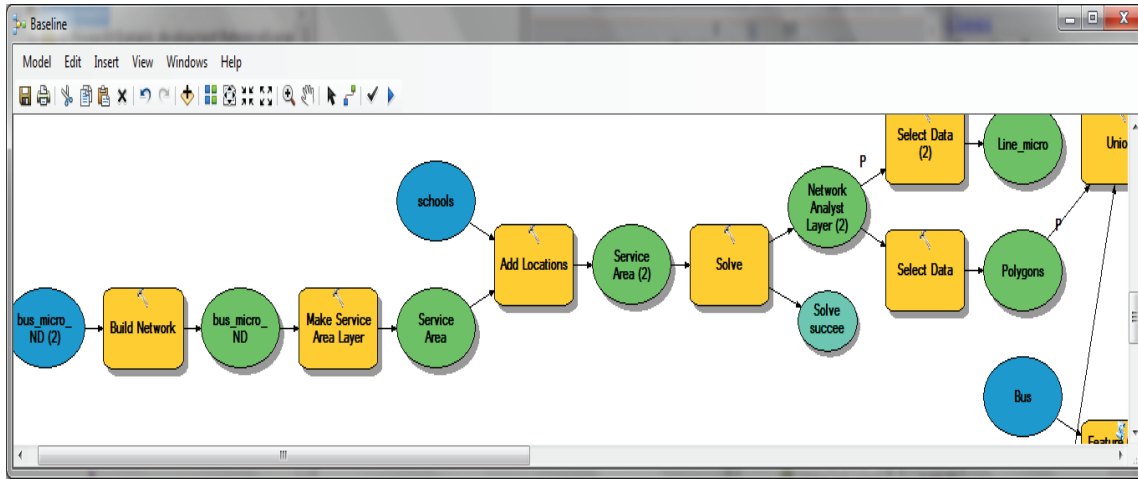 Baseline
Model Edit Insert View Windows Help
Select Data
(2)
Line_micro
Unio
P
schools
Network
Analyst
Layer (2)
Add Locations
Service
Area (2)
Solve
Select Data
Polygons
P
bus_micro_
ND (2)
Build Network
bus_micro_
ND
Make Service
Area Layer
Service
Area
Solve
succee
Bus
Feature